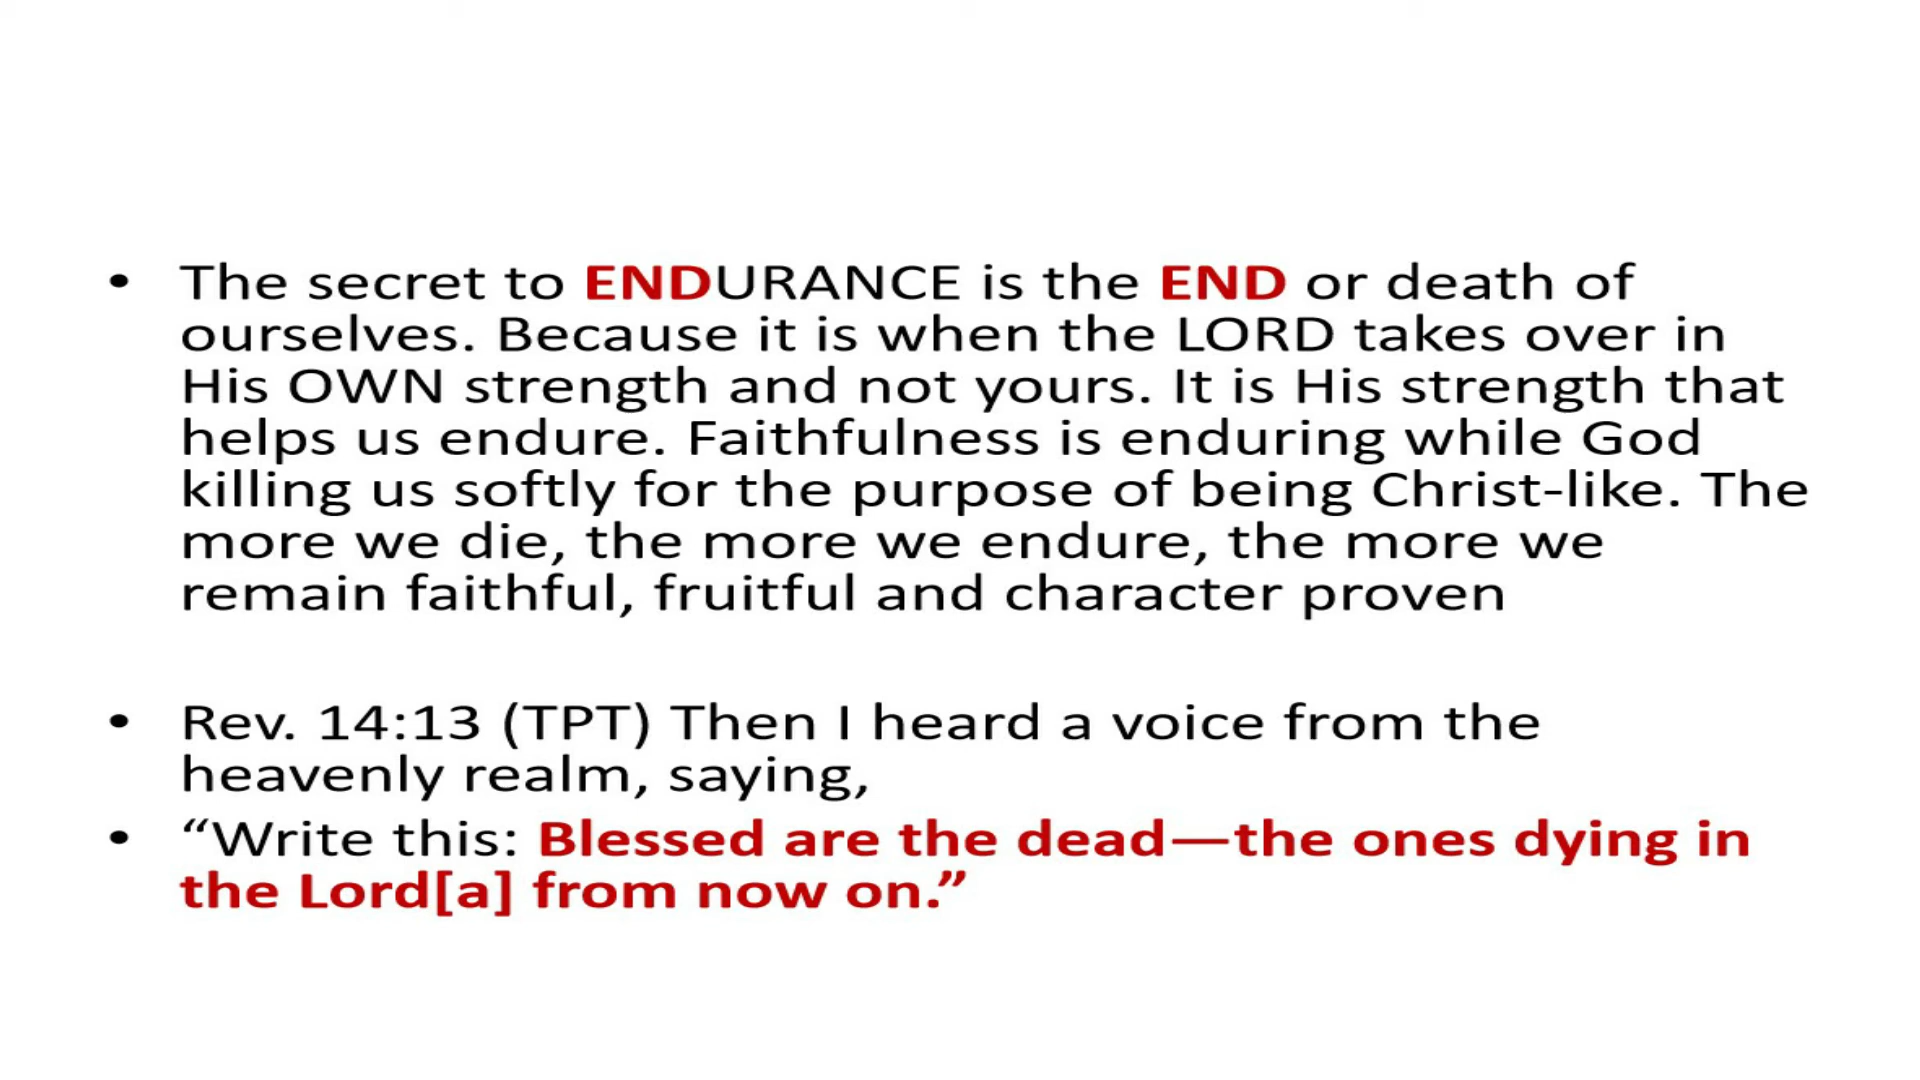 • The secret to ENDURANCE is the END or death of
ourselves. Because it is when the LORD takes over in
His OWN strength and not yours. It is His strength that
helps us endure. Faithfulness is enduring while God
killing us softly for the purpose of being Christ-like. The
more we die, the more we endure, the more we
remain faithful, fruitful and character proven
• Rev. 14:13 (TPT) Then I heard a voice from the
heavenly realm, saying,
• “Write this: Blessed are the dead—the ones dying in
the Lord[a] from now on.”